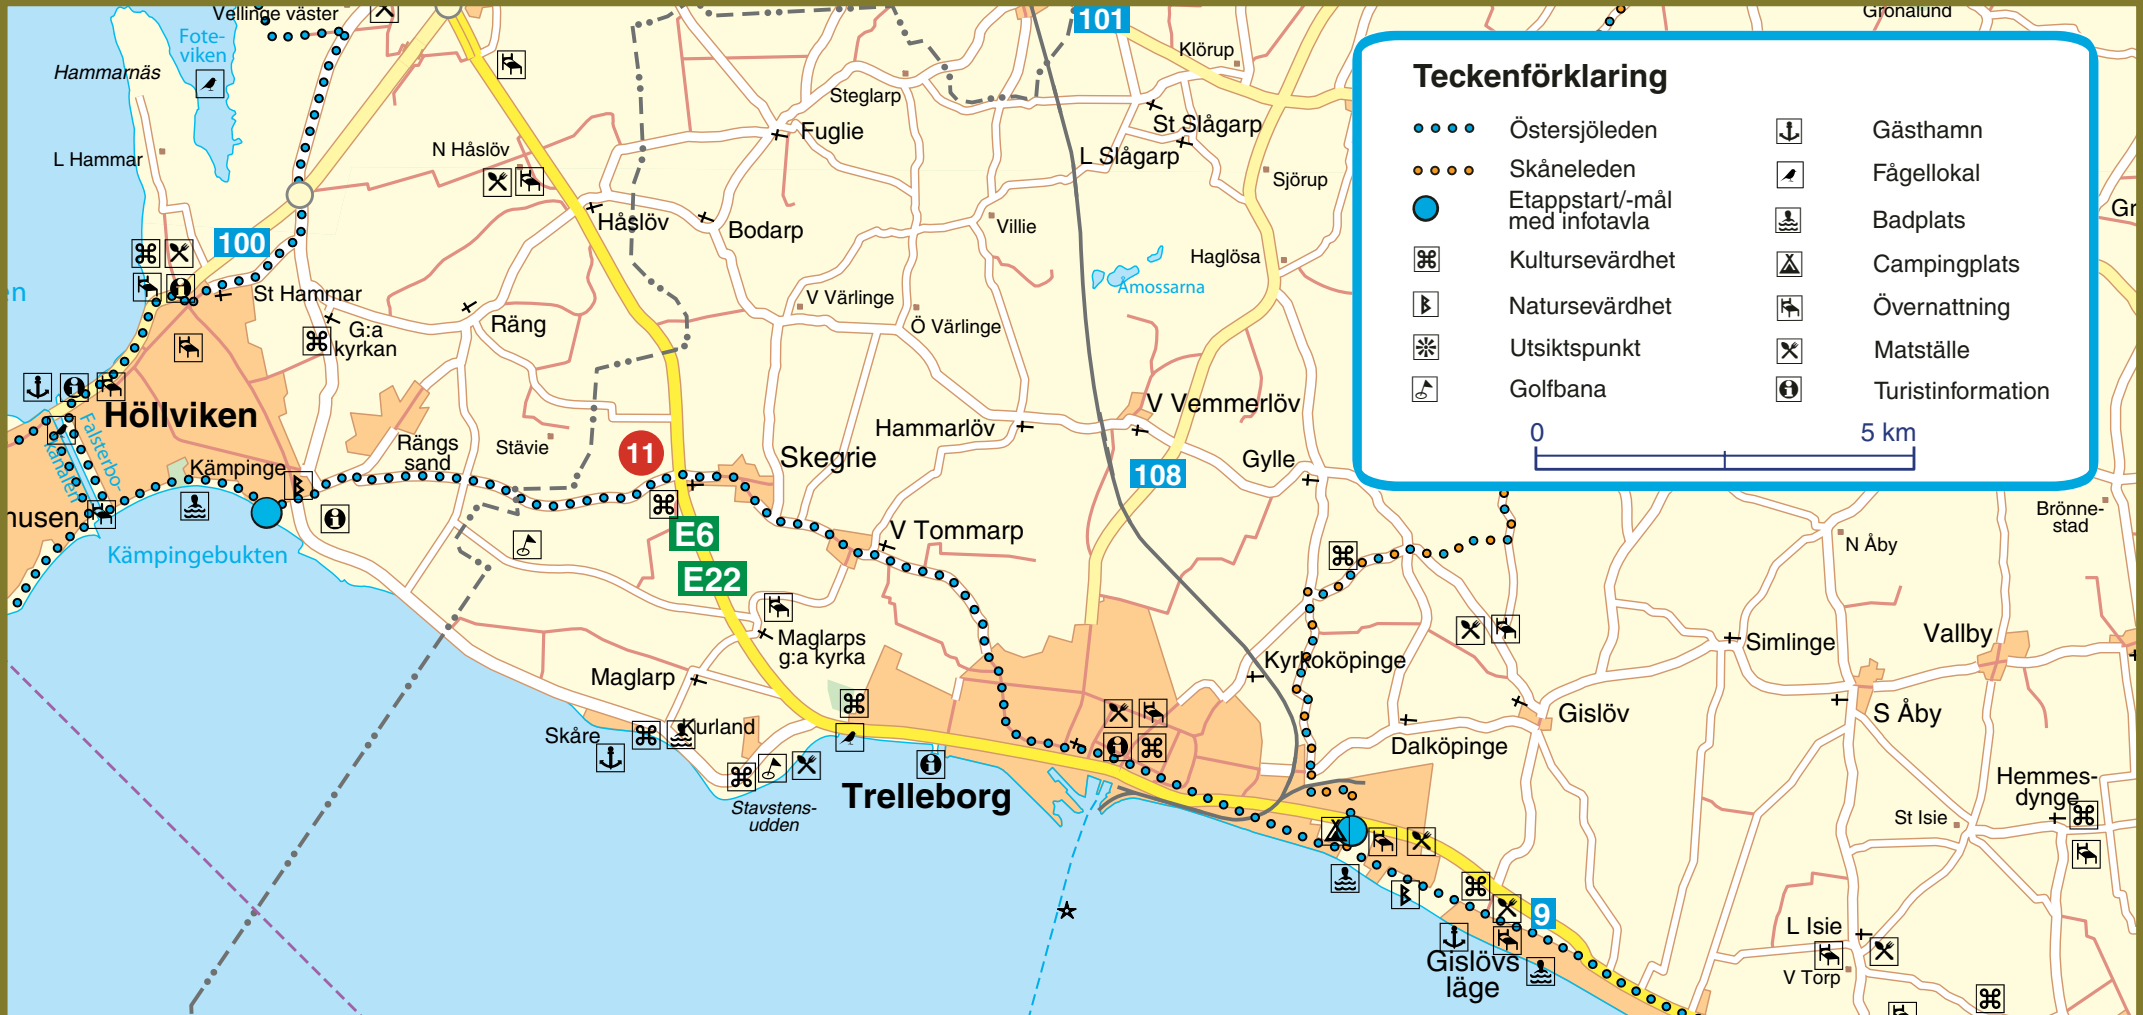 Vellinge väster
Fote-
viken
Hammarnäs
L Hammar
N Håslöv
Steglarp
Fuglie
101
Klörup
St Slågarp
L Slågarp
Sjörup
Grönalund
Håslöv
Bodarp
Villie
Haglösa
Åmossarna
100
St Hammar
G:a
kyrkan
Räng
V Värlinge
Ö Värlinge
Höllviken
Falsterbo-
kanalen
Kämpinge
Rängs
sand
Stävie
11
Skegrie
Hammarlöv
V Vemmerlöv
108
Gylle
husen
Kämpingebukten
E6
E22
V Tommarp
Maglarps
g:a kyrka
Maglarp
Skåre
Kurland
Stavstens-
udden
Trelleborg
Kyrkoköpinge
Dalköpinge
Gislöv
Simlinge
N Åby
Brönne-
stad
Vallby
S Åby
Hemmes-
dynge
St Isie
L Isie
V Torp
9
Gislövs
läge
Gr
Teckenförklaring
Östersjöleden
Skåneleden
Etappstart/-mål
med infotavla
Kultursevärdhet
Natursevärdhet
Utsiktspunkt
Golfbana
Gästhamn
Fågellokal
Badplats
Campingplats
Övernattning
Matställe
Turistinformation
0 5 km